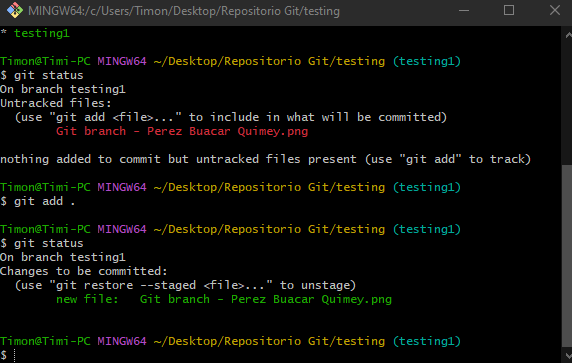 MINGW64:/c/Users/Timon/Desktop/Repositorio Git/testing
* testing1
Timon@Timi-PC MINGW64 ~/Desktop/Repositorio Git/testing (testing1)
$ git status
On branch testing1
Untracked files:
(use "git add <file>..." to include in what will be committed)
Git branch - Perez Buacar Quimey.png
nothing added to commit but untracked files present (use "git add" to track)
Timon@Timi-PC MINGW64 ~/Desktop/Repositorio Git/testing (testing1)
$ git add .
Timon@Timi-PC MINGW64 ~/Desktop/Repositorio Git/testing (testing1)
$ git status
On branch testing1
Changes to be committed:
(use "git restore --staged <file>..." to unstage)
new file:   Git branch - Perez Buacar Quimey.png
Timon@Timi-PC MINGW64 ~/Desktop/Repositorio Git/testing (testing1)
$